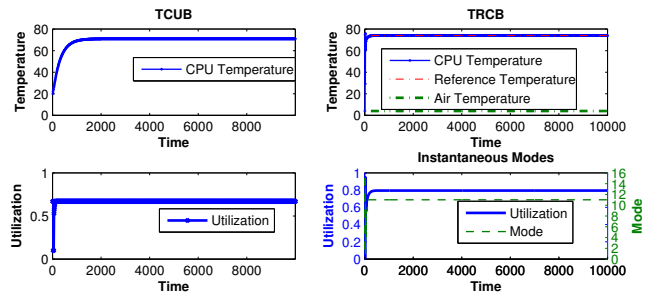 TCUB
80
60
40
20
0
Temperature
CPU Temperature
0
2000
4000
6000
8000
Time
TRCB
80
60
40
20
0
Temperature
CPU Temperature
Reference Temperature
Air Temperature
0
2000
4000
6000
8000
10000
Time
1
0.5
0
Utilization
Utilization
0
2000
4000
6000
8000
Time
Instantaneous Modes
1
0.8
0.6
0.4
0.2
0
Utilization
Utilization
Mode
16
14
12
10
8
6
4
2
0
Mode
0
2000
4000
6000
8000
10000
Time